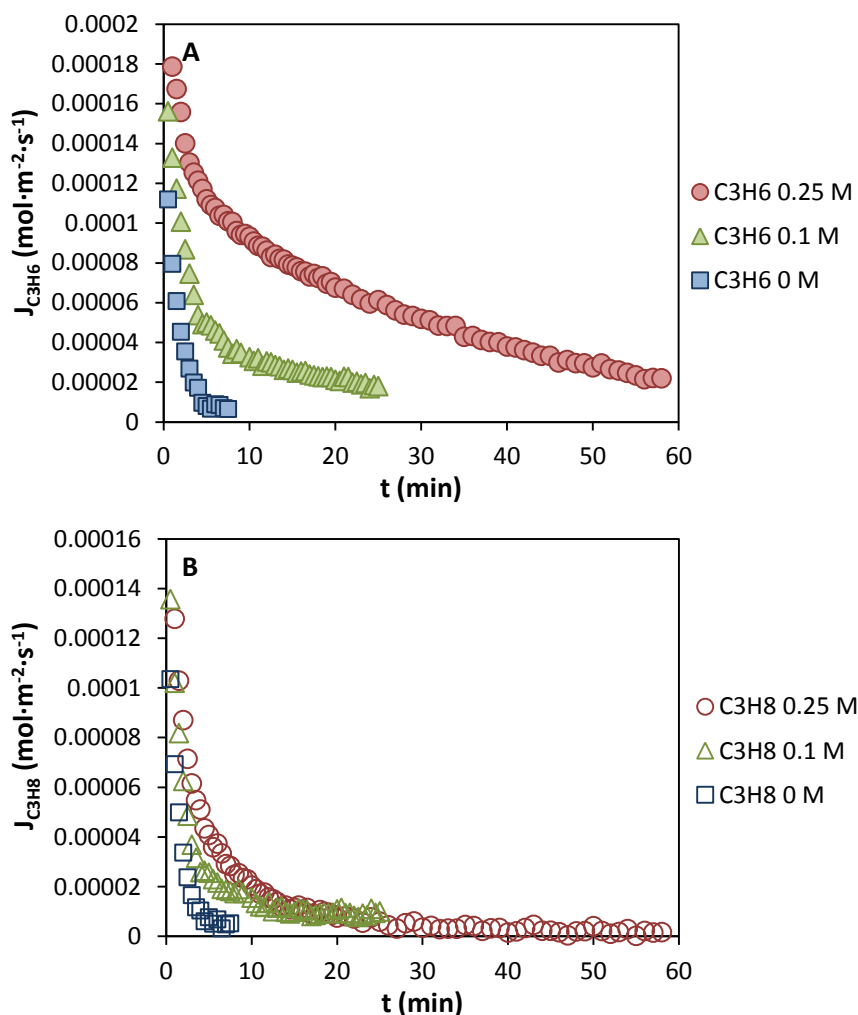 A
0.0002
0.00018
0.00016
0.00014
0.00012
0.0001
0.00008
0.00006
0.00004
0.00002
0
J_C3H6 (mol·m⁻²·s⁻¹)
0 10 20 30 40 50 60
t (min)
C3H6 0.25 M
C3H6 0.1 M
C3H6 0 M
B
0.00016
0.00014
0.00012
0.0001
0.00008
0.00006
0.00004
0.00002
0
J_C3H8 (mol·m⁻²·s⁻¹)
0 10 20 30 40 50 60
t (min)
C3H8 0.25 M
C3H8 0.1 M
C3H8 0 M